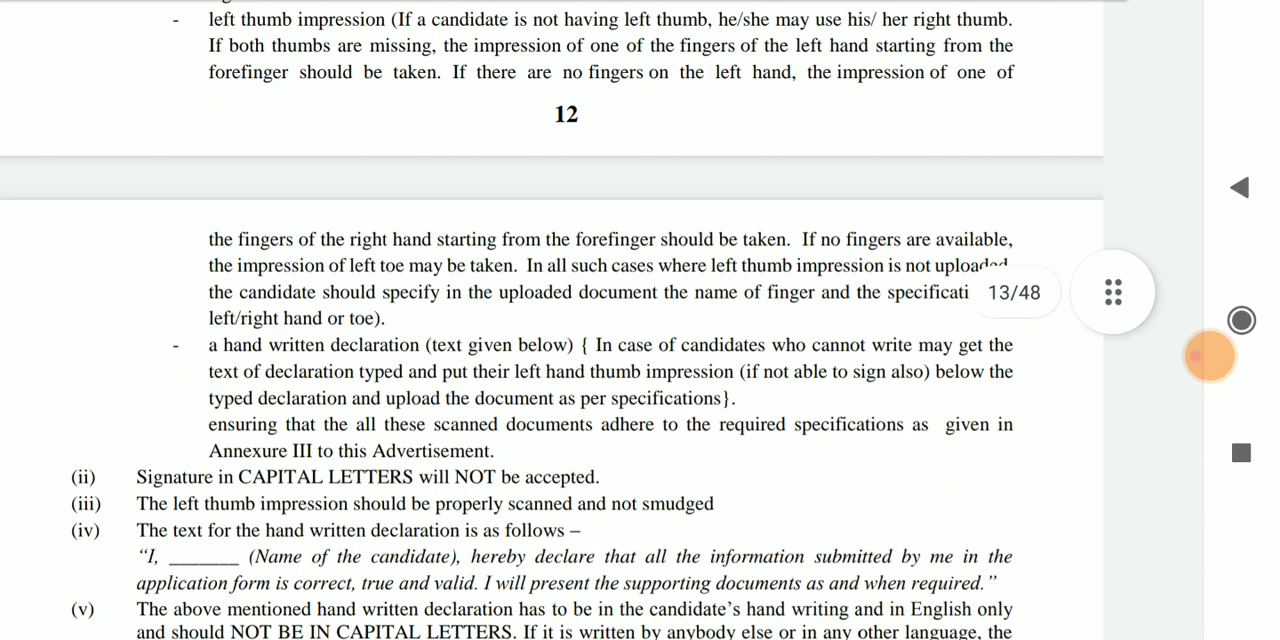 - left thumb impression (If a candidate is not having left thumb, he/she may use his/ her right thumb.
If both thumbs are missing, the impression of one of the fingers of the left hand starting from the
forefinger should be taken. If there are no fingers on the left hand, the impression of one of
12
the fingers of the right hand starting from the forefinger should be taken. If no fingers are available,
the impression of left toe may be taken. In all such cases where left thumb impression is not uploaded
the candidate should specify in the uploaded document the name of finger and the specificati 13/48
left/right hand or toe).
- a hand written declaration (text given below) { In case of candidates who cannot write may get the
text of declaration typed and put their left hand thumb impression (if not able to sign also) below the
typed declaration and upload the document as per specifications}.
ensuring that the all these scanned documents adhere to the required specifications as given in
Annexure III to this Advertisement.
(ii) Signature in CAPITAL LETTERS will NOT be accepted.
(iii) The left thumb impression should be properly scanned and not smudged
(iv) The text for the hand written declaration is as follows –
“I, _______ (Name of the candidate), hereby declare that all the information submitted by me in the
application form is correct, true and valid. I will present the supporting documents as and when required.”
(v) The above mentioned hand written declaration has to be in the candidate’s hand writing and in English only
and should NOT BE IN CAPITAL LETTERS. If it is written by anybody else or in any other language, the